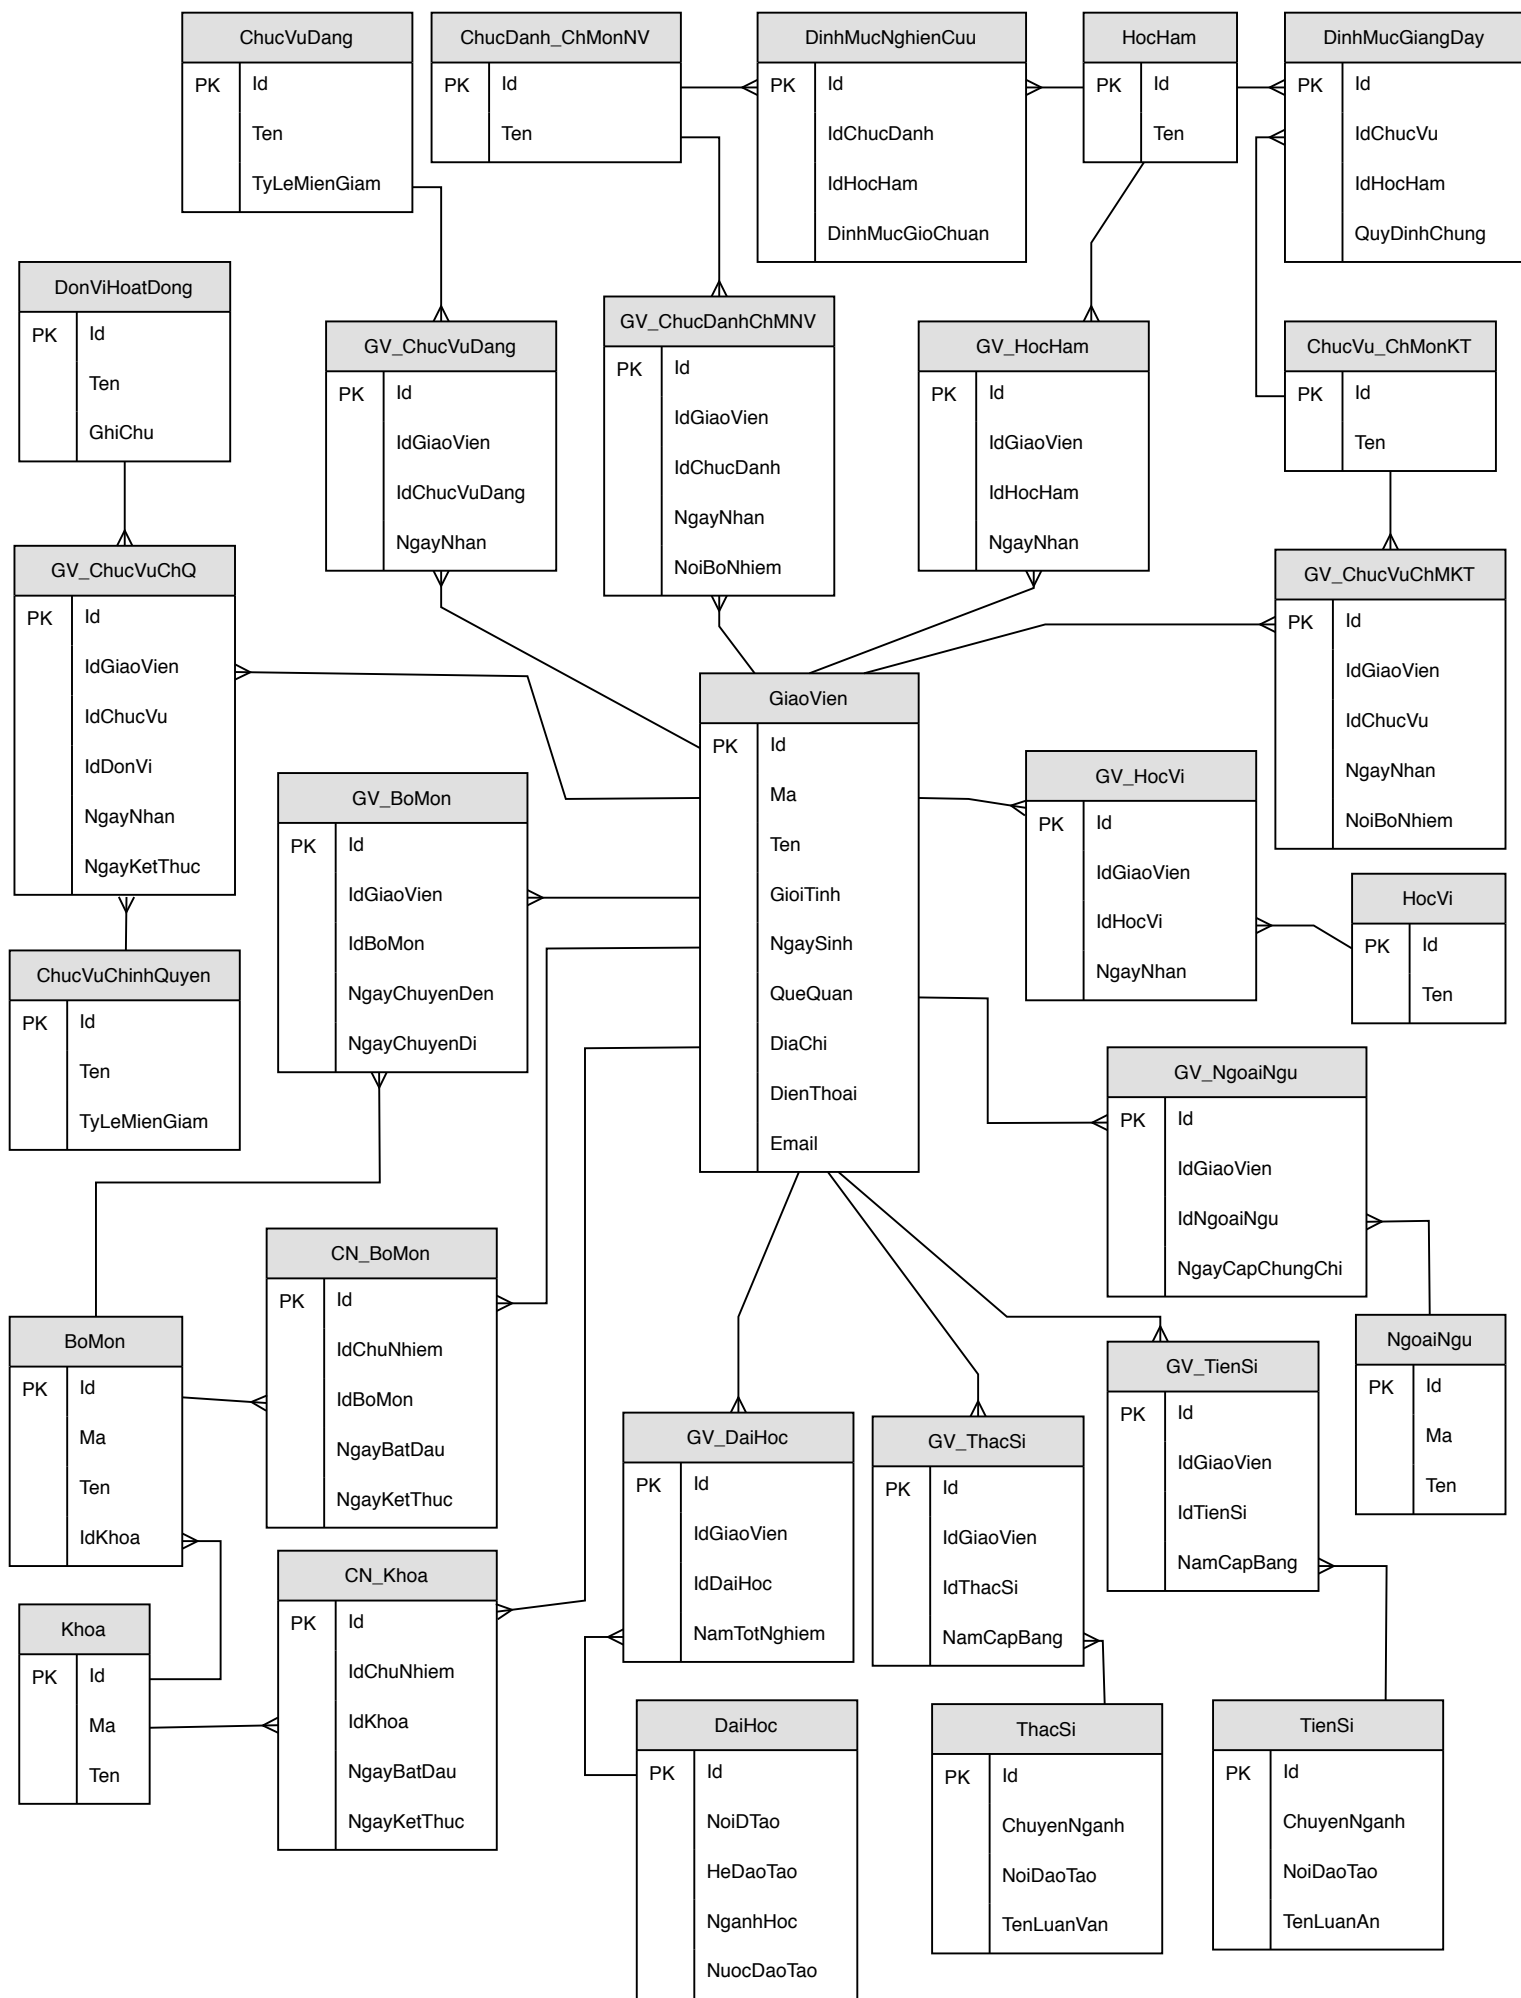 ChucVuDang
PK Id
Ten
TyLeMienGiam
ChucDanh_ChMonNV
PK Id
Ten
DinhMucNghienCuu
PK Id
IdChucDanh
IdHocHam
DinhMucGioChuan
HocHam
PK Id
Ten
DinhMucGiangDay
PK Id
IdChucVu
IdHocHam
QuyDinhChung
DonViHoatDong
PK Id
Ten
GhiChu
GV_ChucVuDang
PK Id
IdGiaoVien
IdChucVuDang
NgayNhan
GV_ChucDanhChMNV
PK Id
IdGiaoVien
IdChucDanh
NgayNhan
NoiBoNhiem
GV_HocHam
PK Id
IdGiaoVien
IdHocHam
NgayNhan
ChucVu_ChMonKT
PK Id
Ten
GV_ChucVuChQ
PK Id
IdGiaoVien
IdChucVu
IdDonVi
NgayNhan
NgayKetThuc
GV_ChucVuChMKT
PK Id
IdGiaoVien
IdChucVu
NgayNhan
NoiBoNhiem
GiaoVien
PK Id
Ma
Ten
GioiTinh
NgaySinh
QueQuan
DiaChi
DienThoai
Email
GV_BoMon
PK Id
IdGiaoVien
IdBoMon
NgayChuyenDen
NgayChuyenDi
GV_HocVi
PK Id
IdGiaoVien
IdHocVi
NgayNhan
HocVi
PK Id
Ten
ChucVuChinhQuyen
PK Id
Ten
TyLeMienGiam
GV_NgoaiNgu
PK Id
IdGiaoVien
IdNgoaiNgu
NgayCapChungChi
CN_BoMon
PK Id
IdChuNhiem
IdBoMon
NgayBatDau
NgayKetThuc
BoMon
PK Id
Ma
Ten
IdKhoa
NgoaiNgu
PK Id
Ma
Ten
GV_TienSi
PK Id
IdGiaoVien
IdTienSi
NamCapBang
GV_DaiHoc
PK Id
IdGiaoVien
IdDaiHoc
NamTotNghiem
GV_ThacSi
PK Id
IdGiaoVien
IdThacSi
NamCapBang
CN_Khoa
PK Id
IdChuNhiem
IdKhoa
NgayBatDau
NgayKetThuc
Khoa
PK Id
Ma
Ten
DaiHoc
PK Id
NoiDTao
HeDaoTao
NganhHoc
NuocDaoTao
ThacSi
PK Id
ChuyenNganh
NoiDaoTao
TenLuanVan
TienSi
PK Id
ChuyenNganh
NoiDaoTao
TenLuanAn